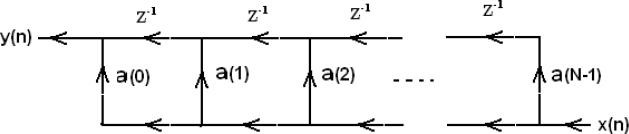 z⁻¹ z⁻¹ z⁻¹ z⁻¹
y(n)
a(0) a(1) a(2) - - - - a(N-1)
x(n)